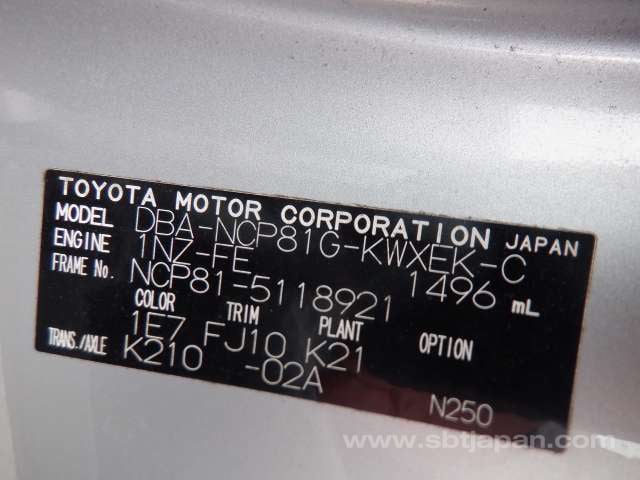 TOYOTA MOTOR CORPORATION JAPAN
MODEL DBA-NCP81G-KWXEK-C
ENGINE 1NZ-FE 1496 mL
FRAME No. NCP81-5118921
COLOR TRIM PLANT OPTION
1E7 FJ10 K21
TRANS./AXLE K210 -02A
N250
www.sbtjapan.com